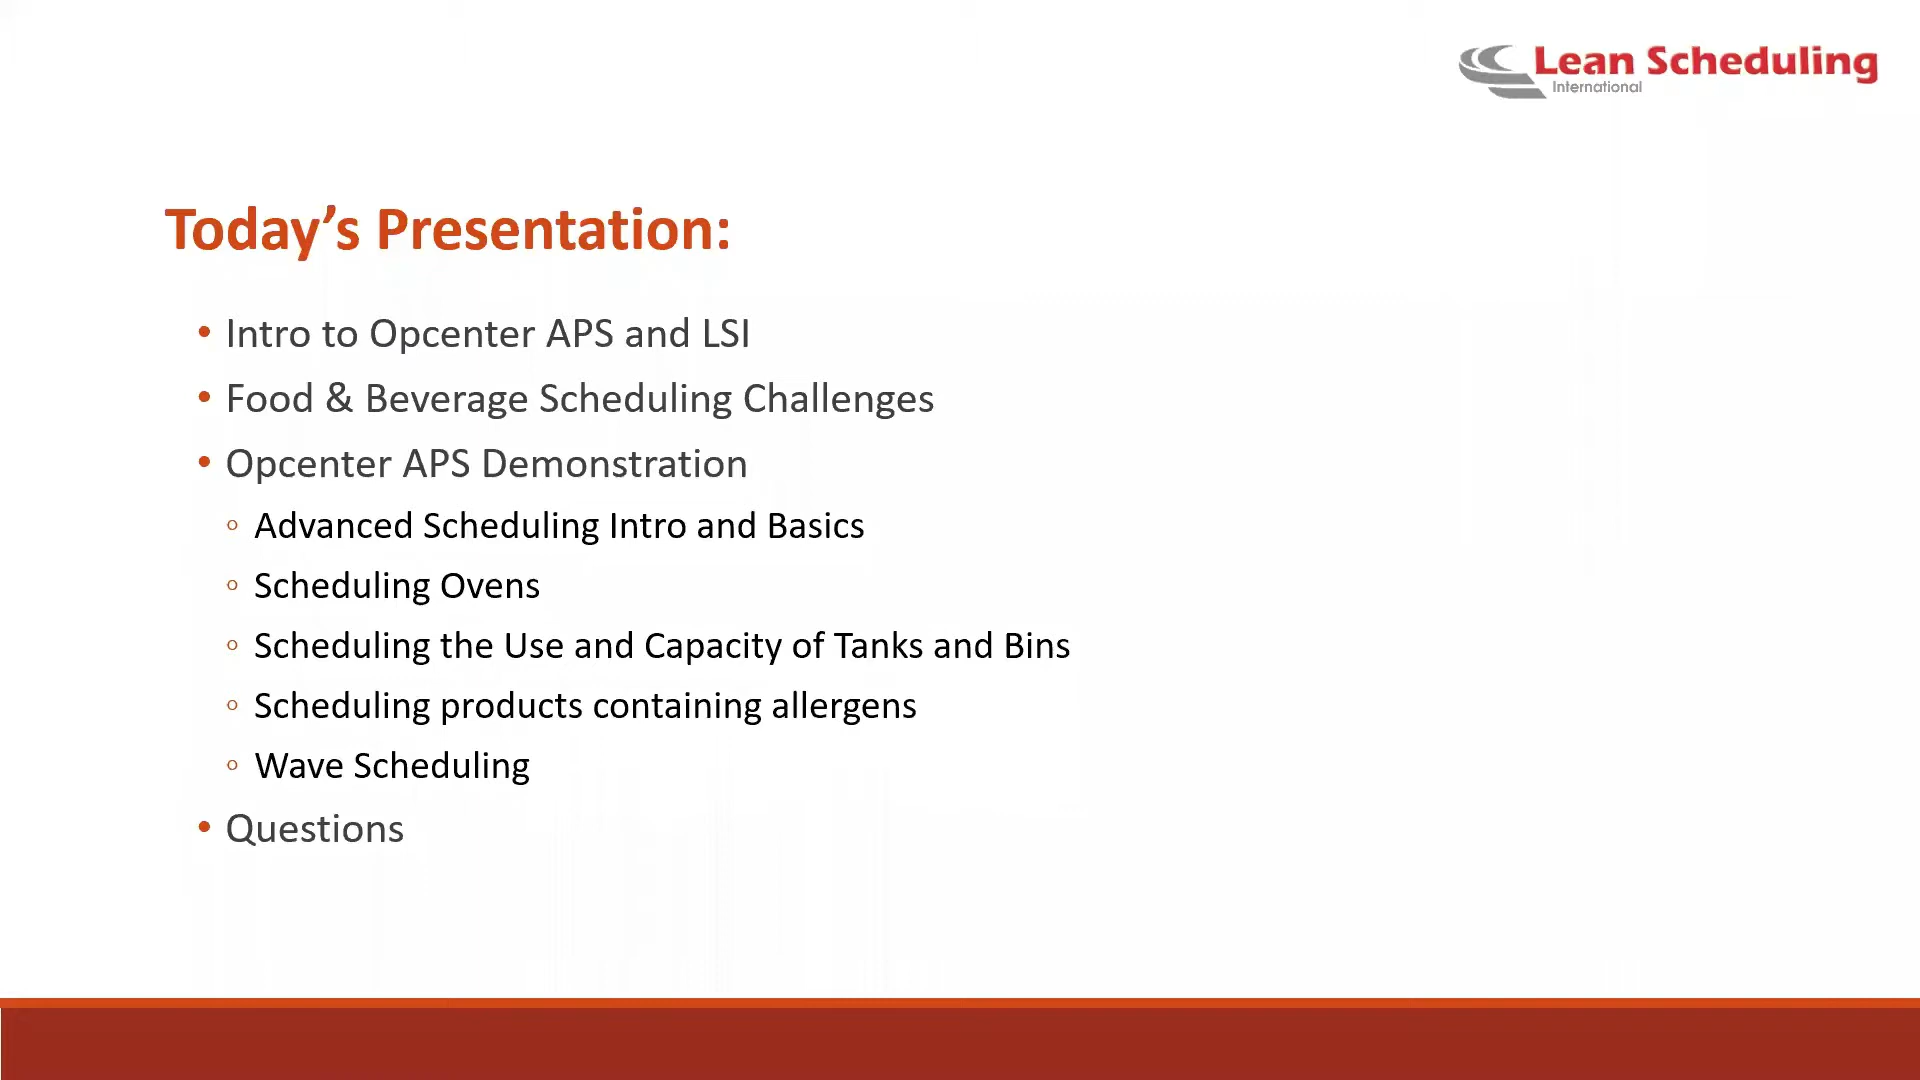 Lean Scheduling
International
Today’s Presentation:
• Intro to Opcenter APS and LSI
• Food & Beverage Scheduling Challenges
• Opcenter APS Demonstration
◦ Advanced Scheduling Intro and Basics
◦ Scheduling Ovens
◦ Scheduling the Use and Capacity of Tanks and Bins
◦ Scheduling products containing allergens
◦ Wave Scheduling
• Questions